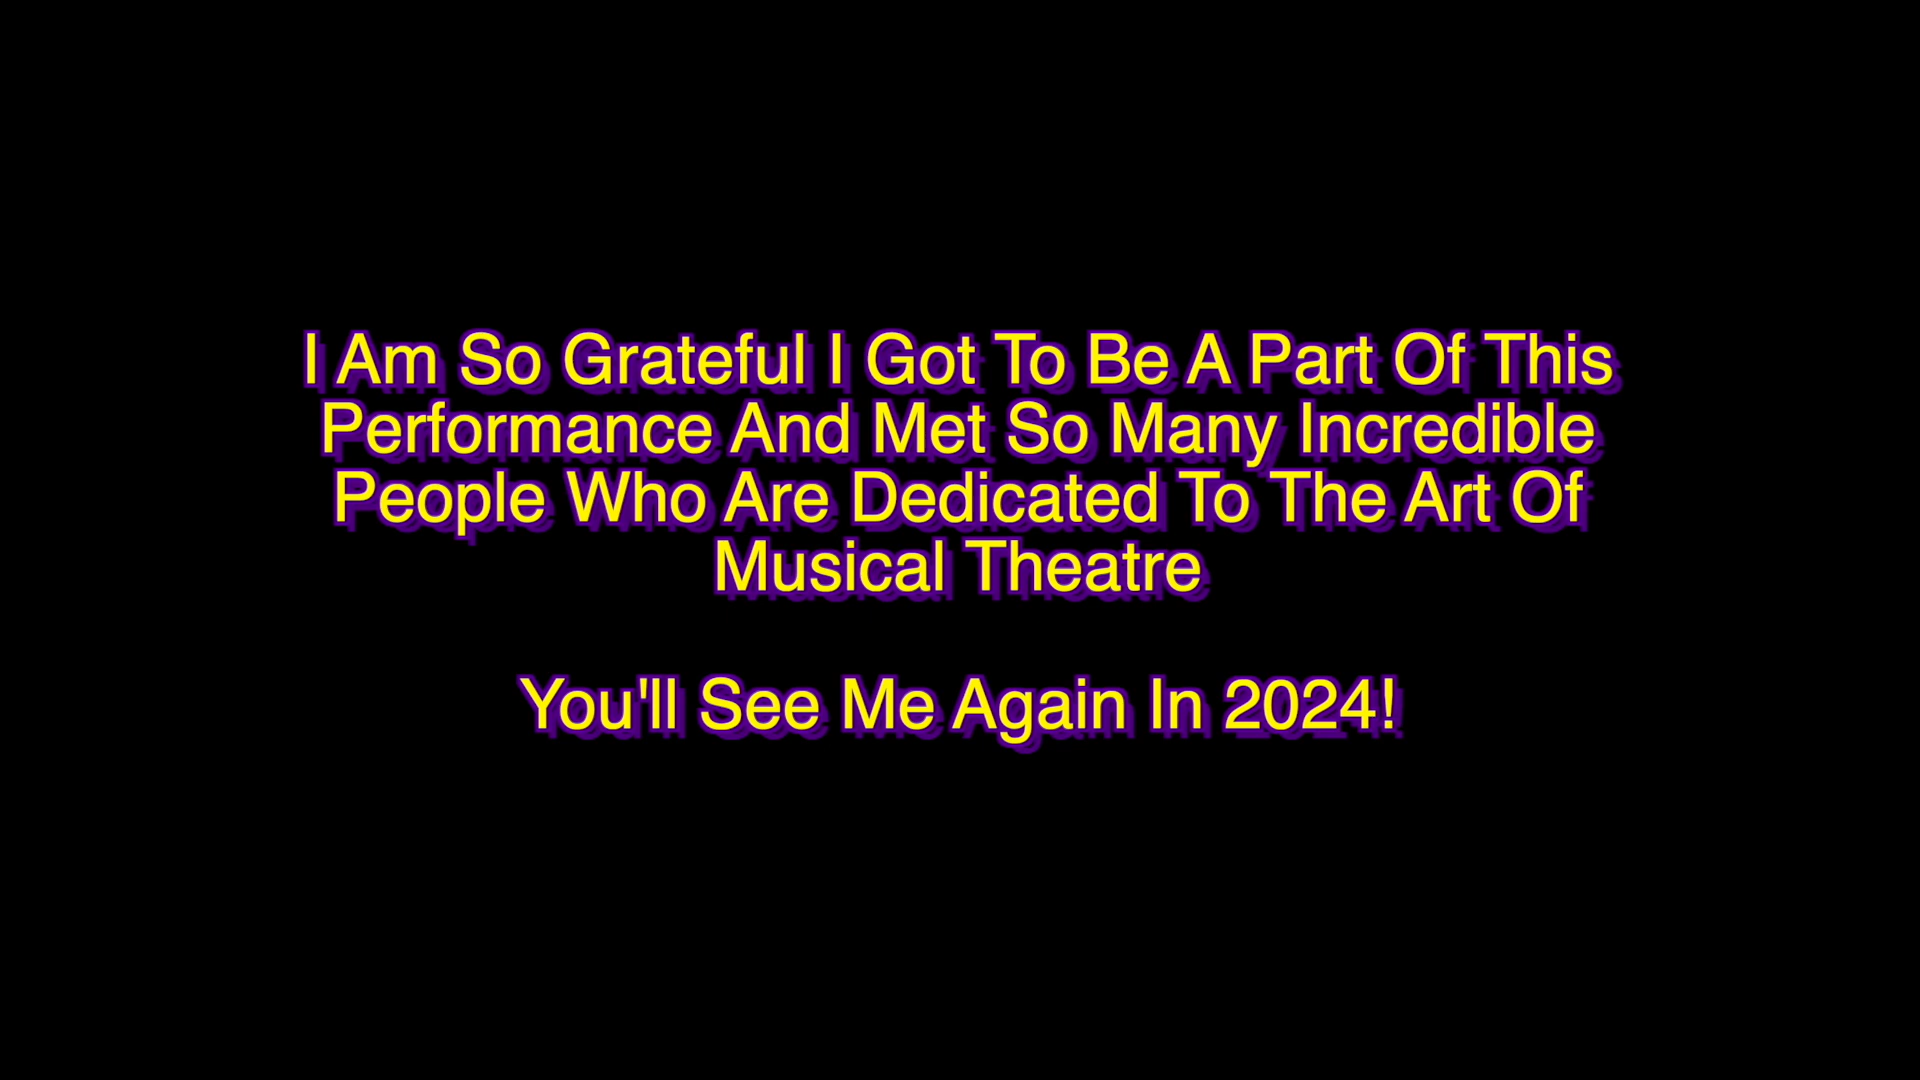 I Am So Grateful I Got To Be A Part Of This
Performance And Met So Many Incredible
People Who Are Dedicated To The Art Of
Musical Theatre
You'll See Me Again In 2024!